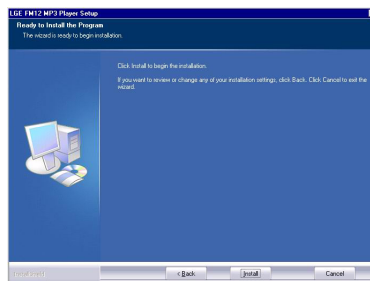 LGE FM12 MP3 Player Setup
Ready to Install the Program
The wizard is ready to begin installation.
Click Install to begin the installation.
If you want to review or change any of your installation settings, click Back. Click Cancel to exit the
wizard.
InstallShield
< Back
Install
Cancel